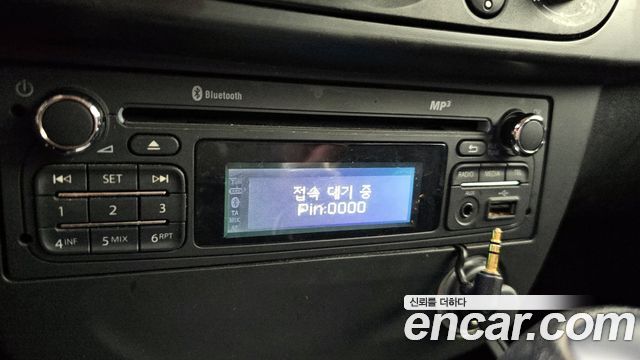 Bluetooth
MP3
RADIO MEDIA
SET
접속 대기 중
Pin:0000
AUX
1 2 3
TA
4 INF 5 MIX 6 RPT
신뢰를 더하다
encar.com